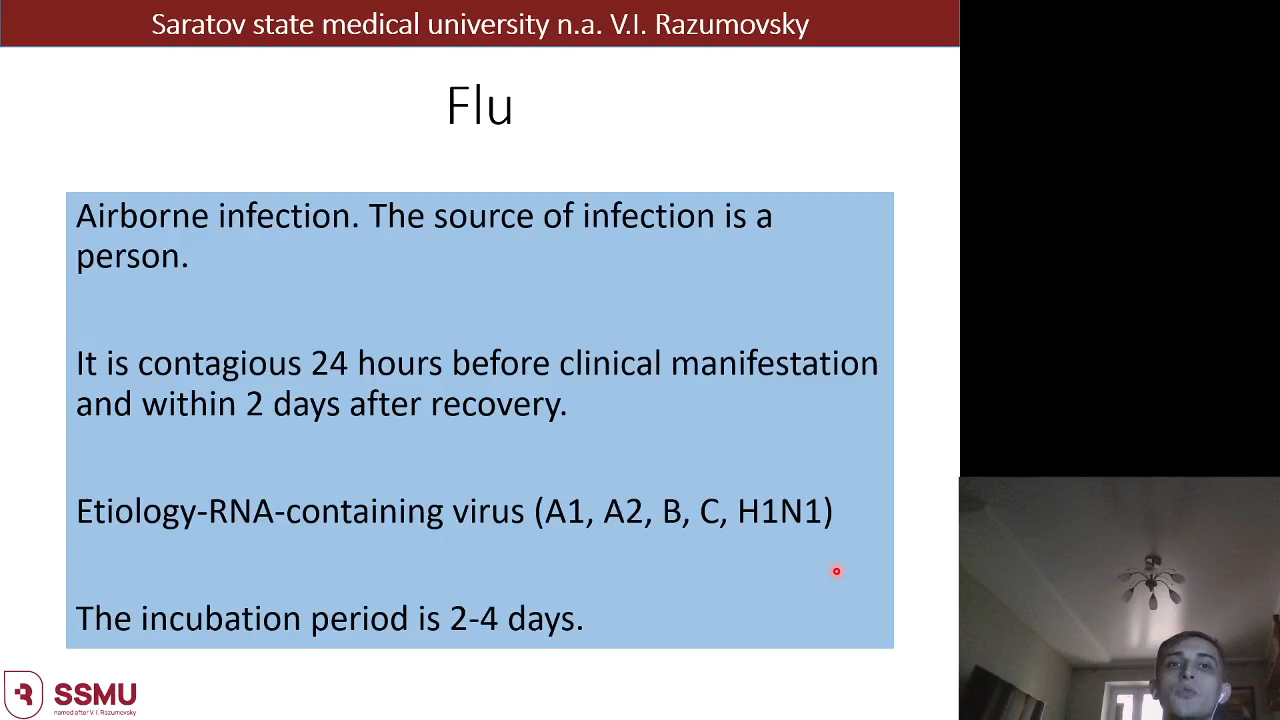 Saratov state medical university n.a. V.I. Razumovsky
Flu
Airborne infection. The source of infection is a
person.
It is contagious 24 hours before clinical manifestation
and within 2 days after recovery.
Etiology-RNA-containing virus (A1, A2, B, C, H1N1)
The incubation period is 2-4 days.
SSMU
named after V. I. Razumovsky